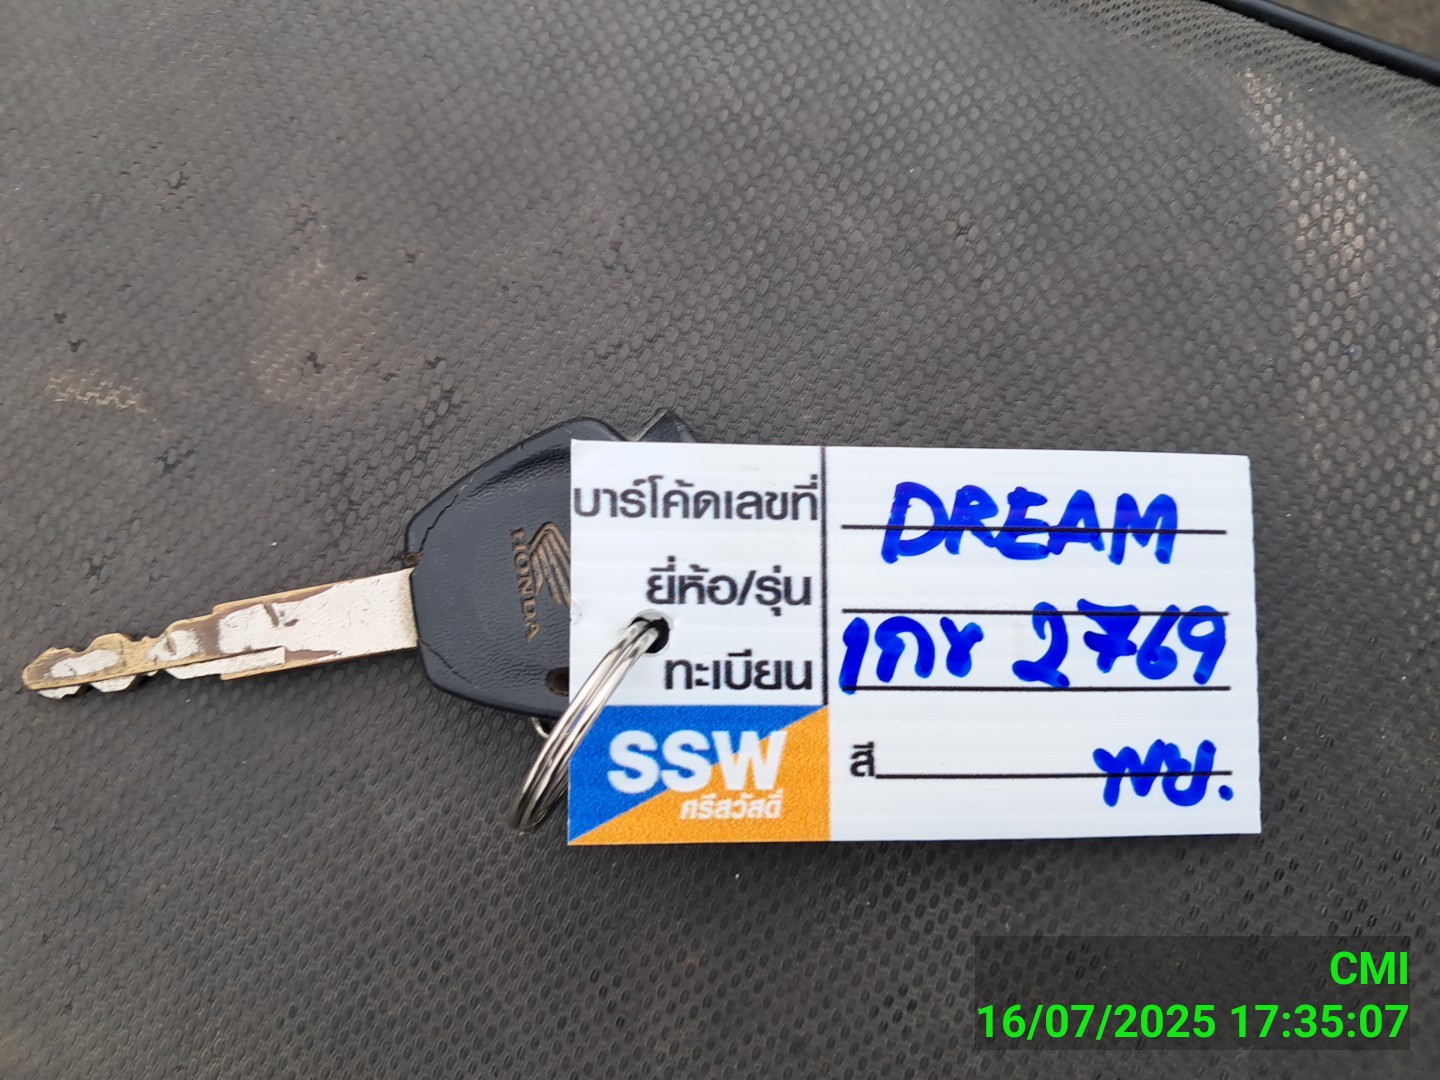 HONDA
บาร์โค้ดเลขที่
DREAM
ยี่ห้อ/รุ่น
ทะเบียน
1กข 2769
SSW
ศรีสวัสดิ์
สี
พย.
CMI
16/07/2025 17:35:07